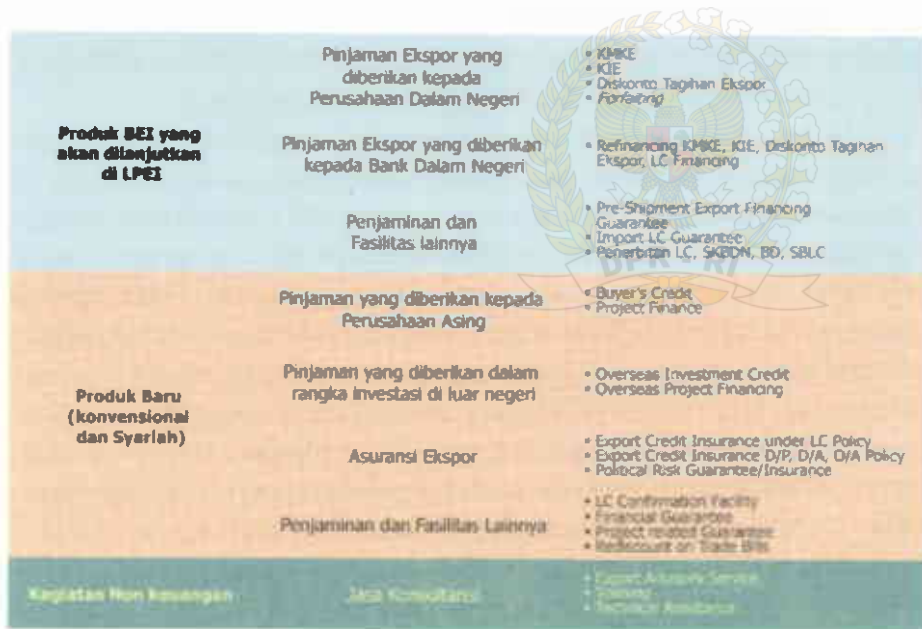 Produk BEI yang
akan dilanjutkan
di LPEI
Pinjaman Ekspor yang
diberikan kepada
Perusahaan Dalam Negeri
• KMKE
• KIE
• Diskonto Tagihan Ekspor
• Forfaiting
Pinjaman Ekspor yang diberikan
kepada Bank Dalam Negeri
• Refinancing KMKE, KIE, Diskonto Tagihan
Ekspor, LC Financing
Penjaminan dan
Fasilitas lainnya
• Pre-Shipment Export Financing
Guarantee
• Import LC Guarantee
• Penerbitan LC, SKBDN, BD, SBLC
DPR RI
Produk Baru
(konvensional
dan Syariah)
Pinjaman yang diberikan kepada
Perusahaan Asing
• Buyer's Credit
• Project Finance
Pinjaman yang diberikan dalam
rangka investasi di luar negeri
• Overseas Investment Credit
• Overseas Project Financing
Asuransi Ekspor
• Export Credit Insurance under LC Policy
• Export Credit Insurance D/P, D/A, O/A Policy
• Political Risk Guarantee/Insurance
Penjaminan dan Fasilitas Lainnya
• LC Confirmation Facility
• Financial Guarantee
• Project related Guarantee
• Rediscount on Trade Bills
Kegiatan Non Keuangan
Jasa Konsultansi
• Export Advisory Service
• Training
• Technical Assistance